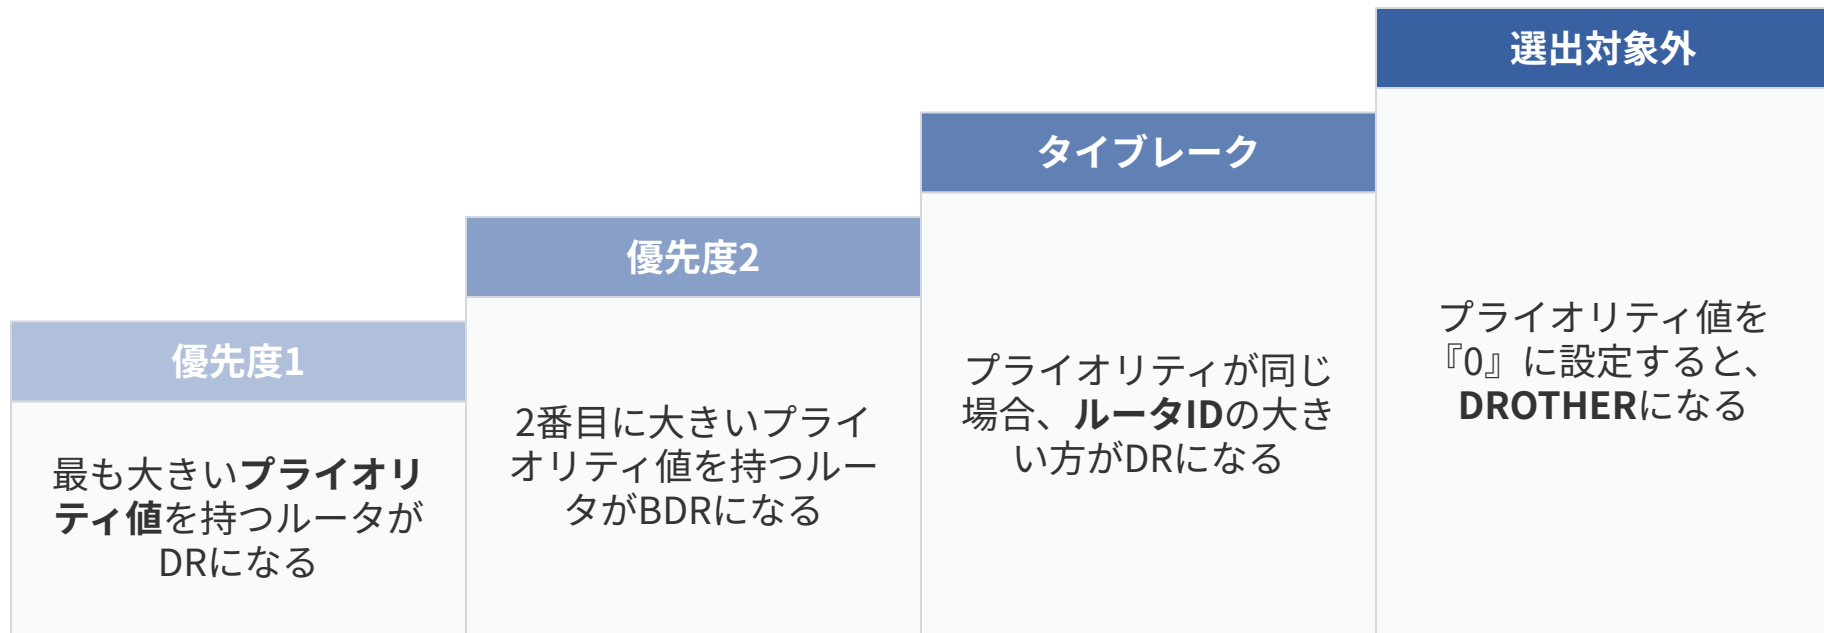 優先度1
最も大きいプライオリ
ティ値を持つルータが
DRになる
優先度2
2番目に大きいプライ
オリティ値を持つルー
タがBDRになる
タイブレーク
プライオリティが同じ
場合、ルータIDの大き
い方がDRになる
選出対象外
プライオリティ値を
『0』に設定すると、
DROTHERになる